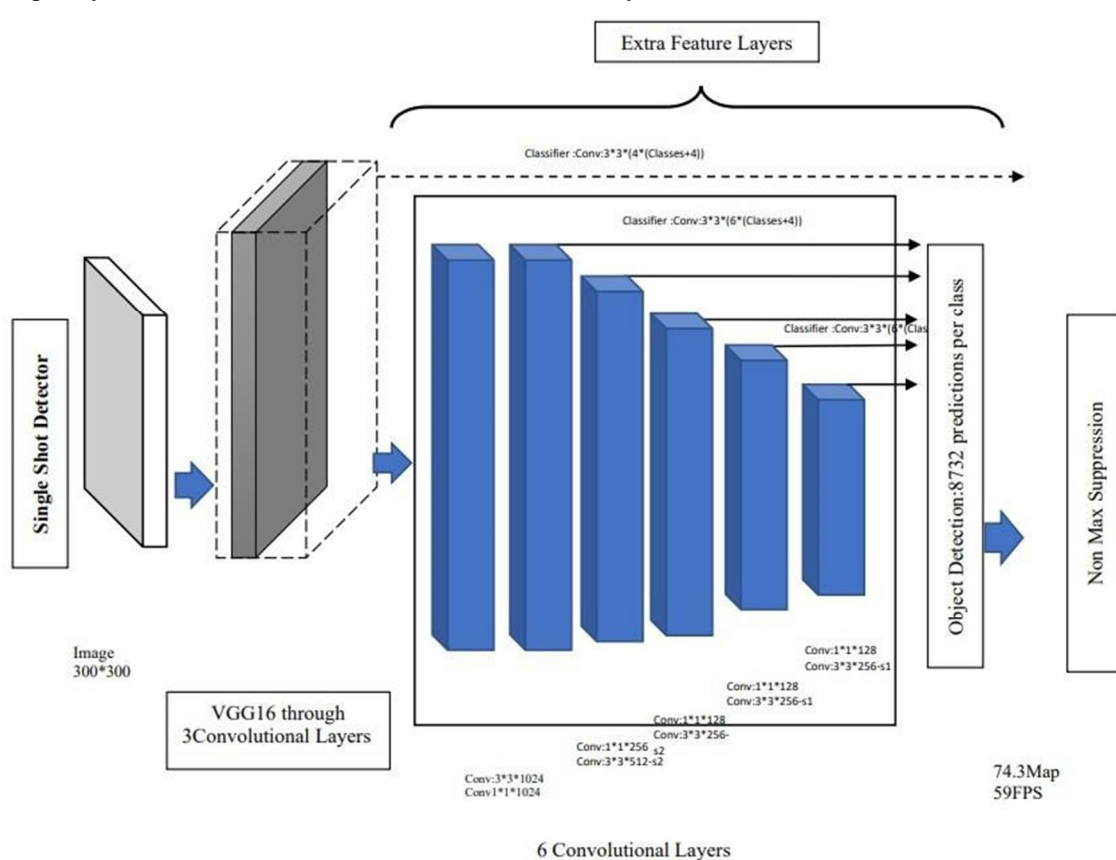 Extra Feature Layers
Classifier :Conv:3*3*(4*(Classes+4))
Classifier :Conv:3*3*(6*(Classes+4))
Classifier :Conv:3*3*(6*(Clas
Single Shot Detector
Object Detection:8732 predictions per class
Non Max Suppression
Image
300*300
VGG16 through
3Convolutional Layers
Conv:3*3*1024
Conv1*1*1024
Conv:1*1*256
Conv:3*3*512-s2
Conv:1*1*128
Conv:3*3*256-
s2
Conv:1*1*128
Conv:3*3*256-s1
Conv:1*1*128
Conv:3*3*256-s1
74.3Map
59FPS
6 Convolutional Layers